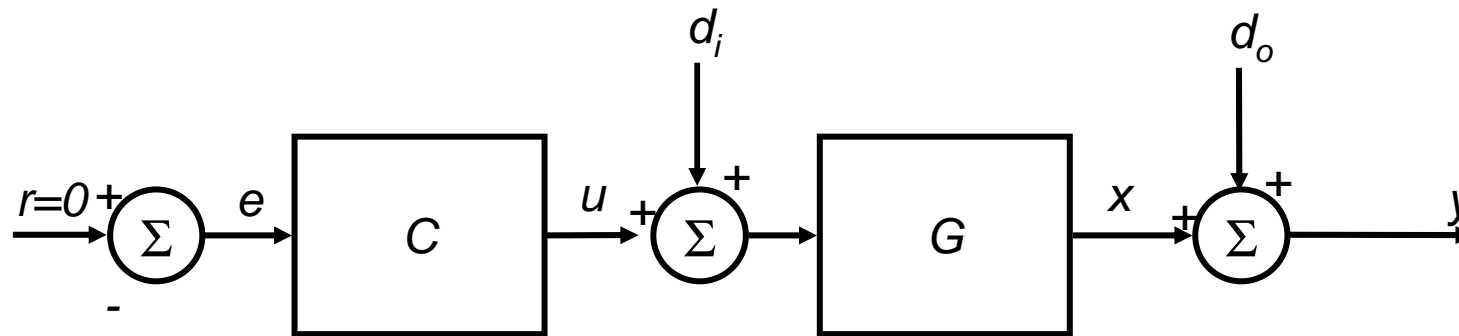 d_i
d_o
r=0 + e C u + Σ + G x + Σ + y
Σ
-